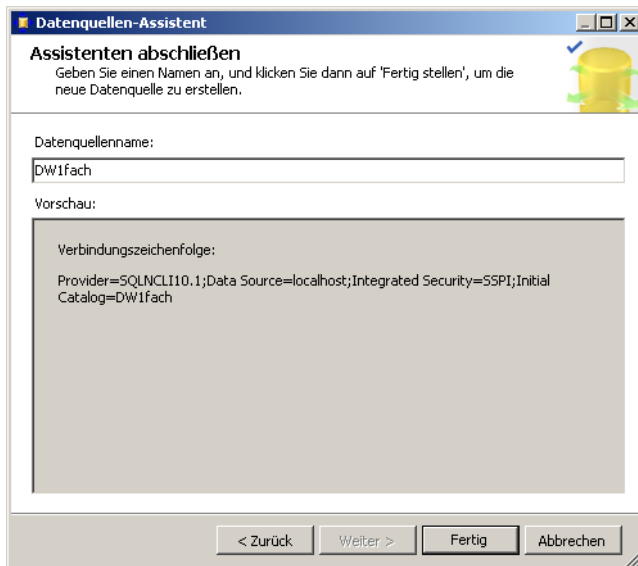 Datenquellen-Assistent
Assistenten abschließen
Geben Sie einen Namen an, und klicken Sie dann auf 'Fertig stellen', um die
neue Datenquelle zu erstellen.
Datenquellenname:
DW1fach
Vorschau:
Verbindungszeichenfolge:
Provider=SQLNCLI10.1;Data Source=localhost;Integrated Security=SSPI;Initial
Catalog=DW1fach
< Zurück Weiter > Fertig Abbrechen